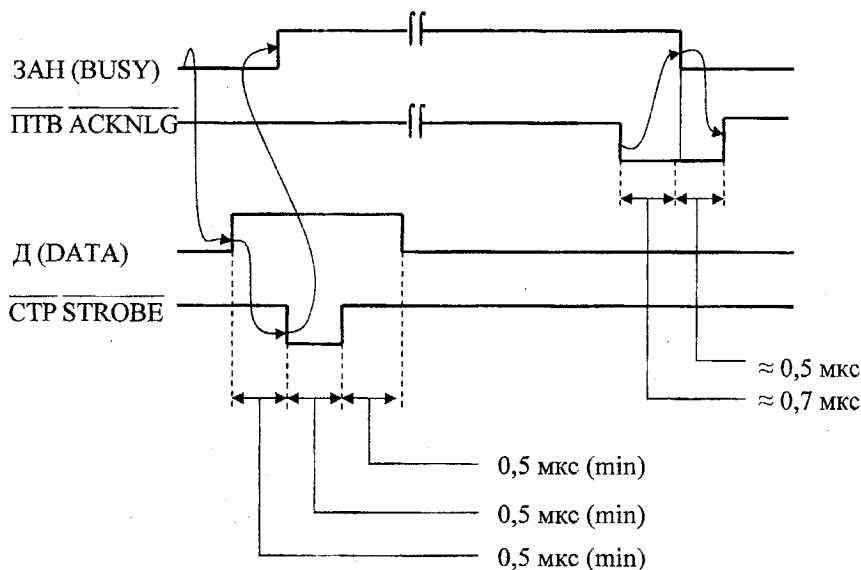 ЗАН (BUSY)
ПТВ ACKNLG
Д (DATA)
СТР STROBE
≈ 0,5 мкс
≈ 0,7 мкс
0,5 мкс (min)
0,5 мкс (min)
0,5 мкс (min)